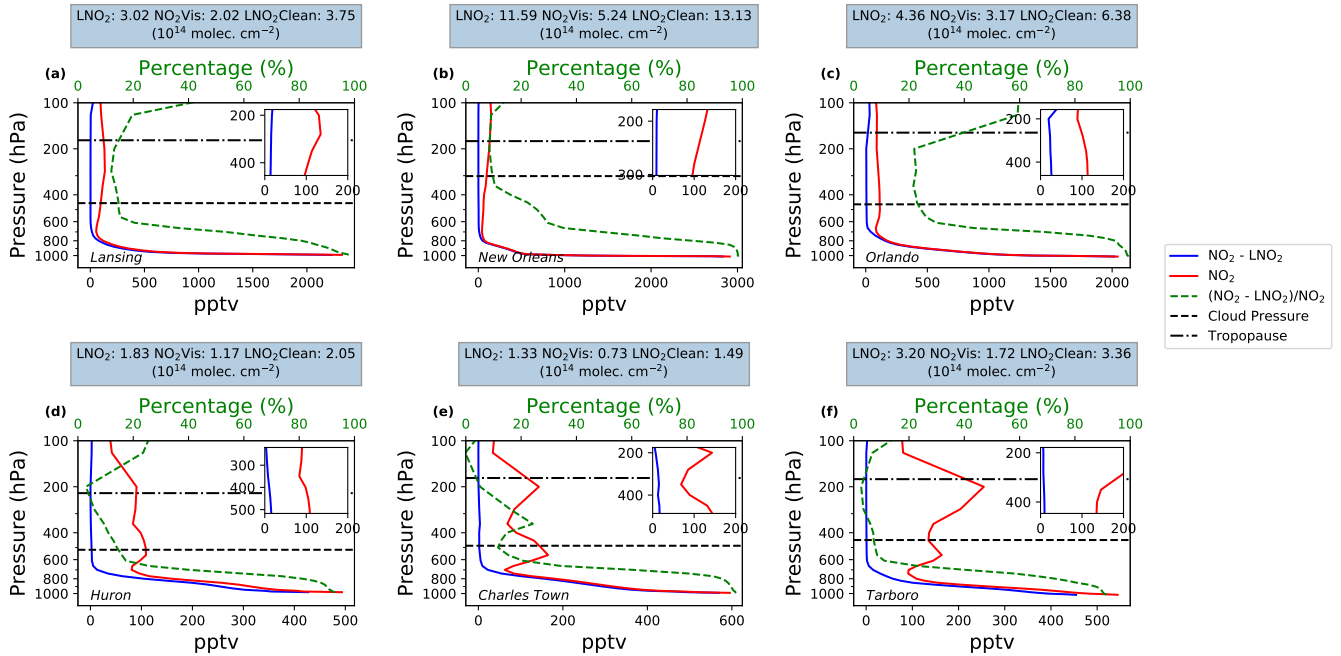 LNO₂: 3.02 NO₂Vis: 2.02 LNO₂Clean: 3.75
(10¹⁴ molec. cm⁻²)
LNO₂: 11.59 NO₂Vis: 5.24 LNO₂Clean: 13.13
(10¹⁴ molec. cm⁻²)
LNO₂: 4.36 NO₂Vis: 3.17 LNO₂Clean: 6.38
(10¹⁴ molec. cm⁻²)
(a) Percentage (%)
0 20 40 60 80 100
Pressure (hPa)
100
200
400
600
800
1000
200
400
0 100 200
Lansing
0 500 1000 1500 2000
pptv
(b) Percentage (%)
0 20 40 60 80 100
Pressure (hPa)
100
200
400
600
800
1000
200
300
0 100 200
New Orleans
0 1000 2000 3000
pptv
(c) Percentage (%)
0 20 40 60 80 100
Pressure (hPa)
100
200
400
600
800
1000
200
400
0 100 200
Orlando
0 500 1000 1500 2000
pptv
NO₂ - LNO₂
NO₂
(NO₂ - LNO₂)/NO₂
Cloud Pressure
Tropopause
LNO₂: 1.83 NO₂Vis: 1.17 LNO₂Clean: 2.05
(10¹⁴ molec. cm⁻²)
LNO₂: 1.33 NO₂Vis: 0.73 LNO₂Clean: 1.49
(10¹⁴ molec. cm⁻²)
LNO₂: 3.20 NO₂Vis: 1.72 LNO₂Clean: 3.36
(10¹⁴ molec. cm⁻²)
(d) Percentage (%)
0 20 40 60 80 100
Pressure (hPa)
100
200
400
600
800
1000
300
400
500
0 100 200
Huron
0 100 200 300 400 500
pptv
(e) Percentage (%)
0 20 40 60 80 100
Pressure (hPa)
100
200
400
600
800
1000
200
400
0 100 200
Charles Town
0 200 400 600
pptv
(f) Percentage (%)
0 20 40 60 80 100
Pressure (hPa)
100
200
400
600
800
1000
200
400
0 100 200
Tarboro
0 100 200 300 400 500
pptv